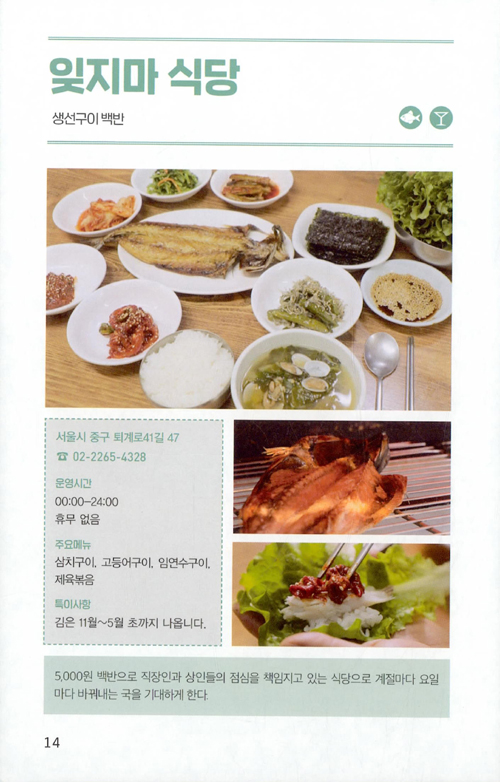 잊지마 식당
생선구이 백반
서울시 중구 퇴계로41길 47
☎ 02-2265-4328
운영시간
00:00–24:00
휴무 없음
주요메뉴
삼치구이, 고등어구이, 임연수구이,
제육볶음
특이사항
김은 11월~5월 초까지 나옵니다.
5,000원 백반으로 직장인과 상인들의 점심을 책임지고 있는 식당으로 계절마다 요일
마다 바꿔내는 국을 기대하게 한다.
14